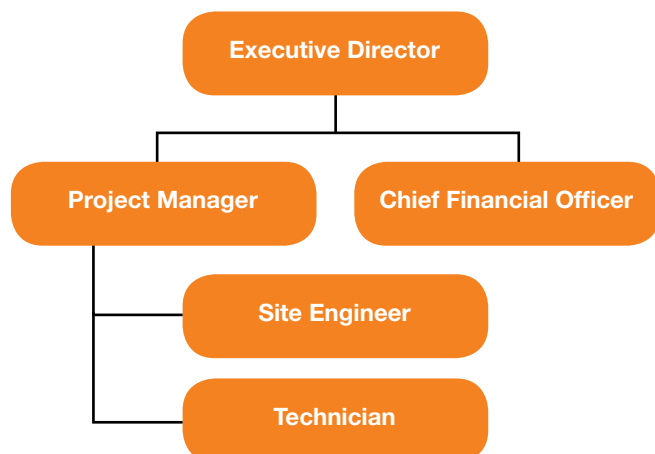 Executive Director
Project Manager
Chief Financial Officer
Site Engineer
Technician